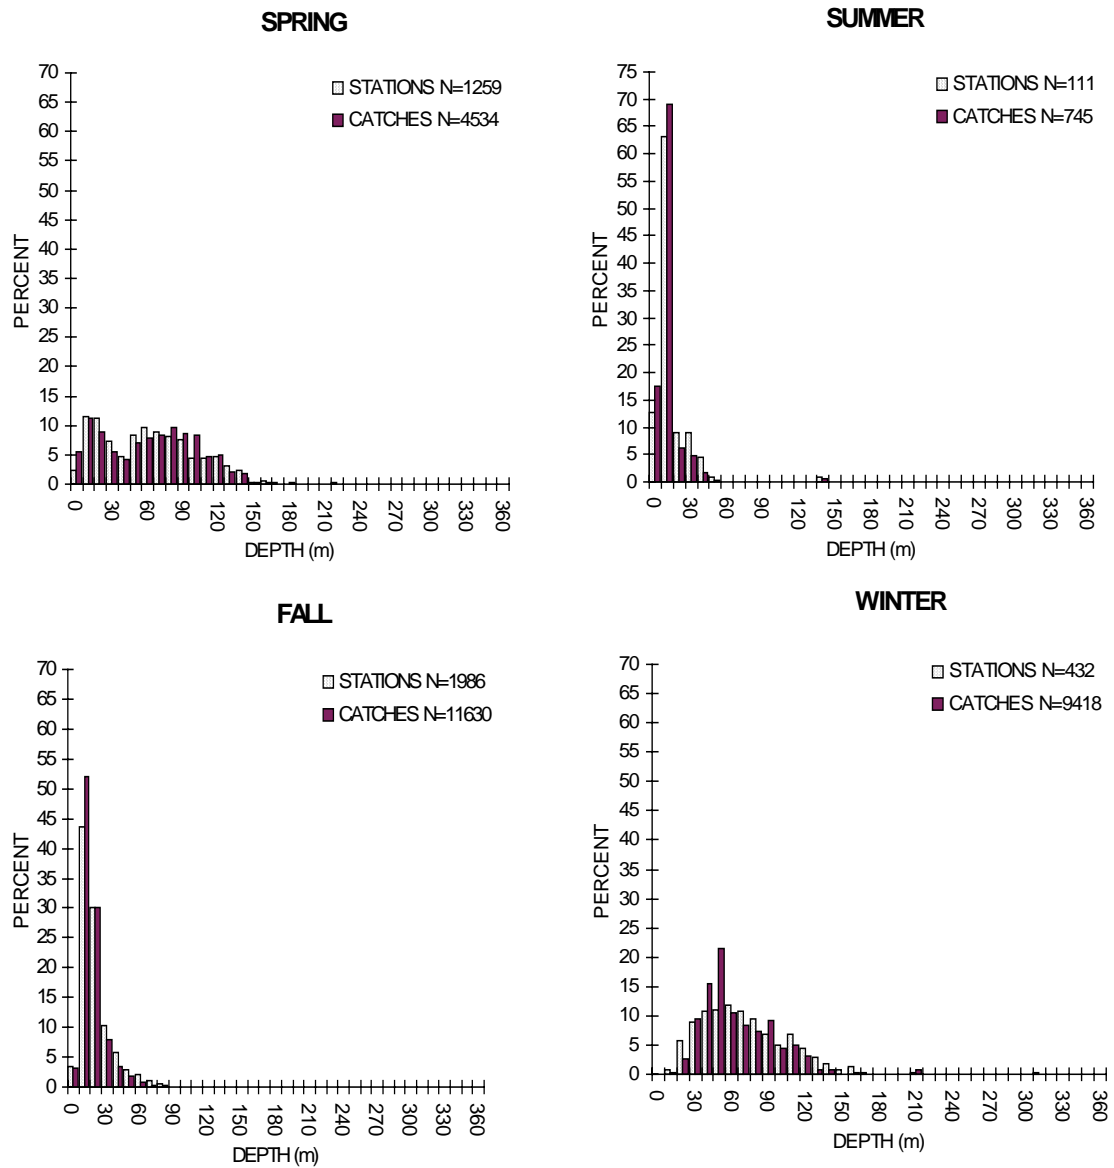 SPRING
STATIONS N=1259
CATCHES N=4534
70
65
60
55
50
45
40
35
30
25
20
15
10
5
0
PERCENT
0 30 60 90 120 150 180 210 240 270 300 330 360
DEPTH (m)
SUMMER
STATIONS N=111
CATCHES N=745
75
70
65
60
55
50
45
40
35
30
25
20
15
10
5
0
PERCENT
0 30 60 90 120 150 180 210 240 270 300 330 360
DEPTH (m)
FALL
STATIONS N=1986
CATCHES N=11630
70
65
60
55
50
45
40
35
30
25
20
15
10
5
0
PERCENT
0 30 60 90 120 150 180 210 240 270 300 330 360
DEPTH (m)
WINTER
STATIONS N=432
CATCHES N=9418
70
65
60
55
50
45
40
35
30
25
20
15
10
5
0
PERCENT
0 30 60 90 120 150 180 210 240 270 300 330 360
DEPTH (m)